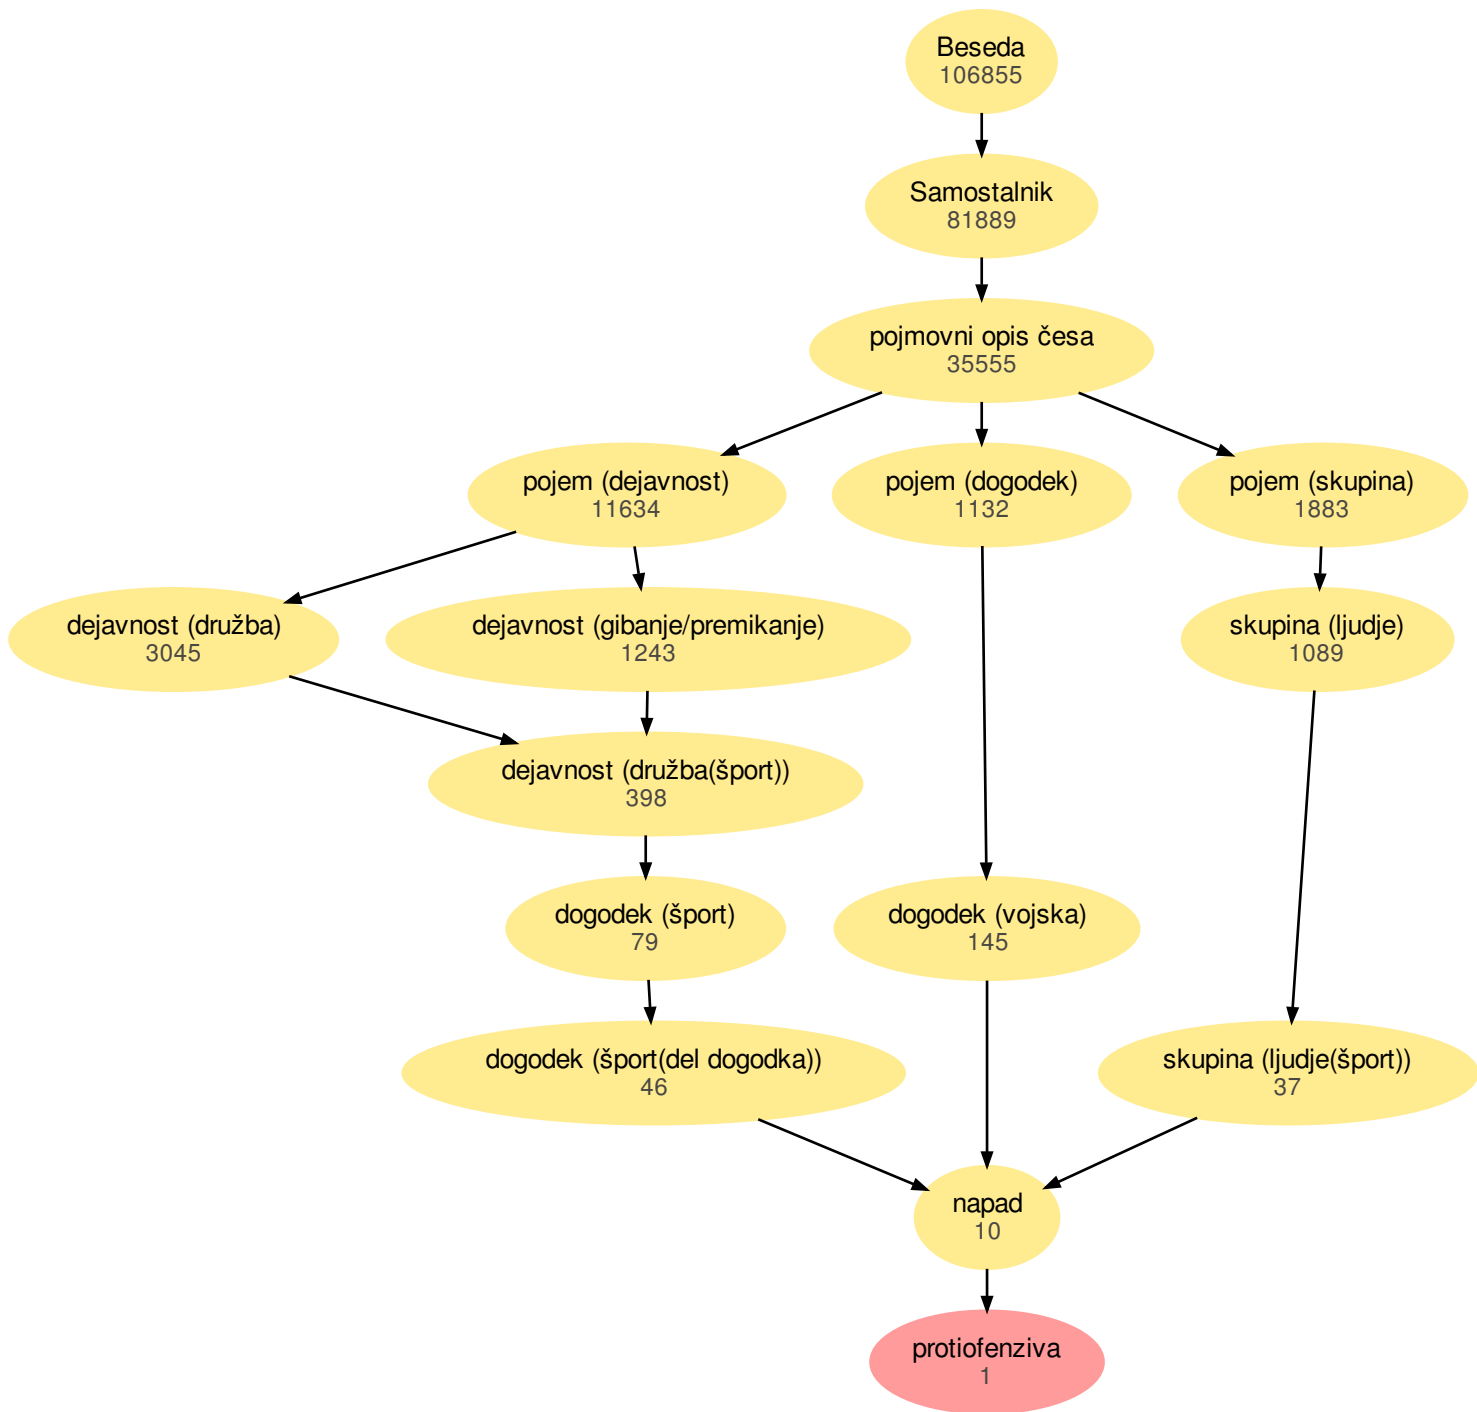 Beseda
106855
Samostalnik
81889
pojmovni opis česa
35555
pojem (dejavnost)
11634
pojem (dogodek)
1132
pojem (skupina)
1883
dejavnost (družba)
3045
dejavnost (gibanje/premikanje)
1243
skupina (ljudje)
1089
dejavnost (družba(šport))
398
dogodek (šport)
79
dogodek (vojska)
145
dogodek (šport(del dogodka))
46
skupina (ljudje(šport))
37
napad
10
protiofenziva
1